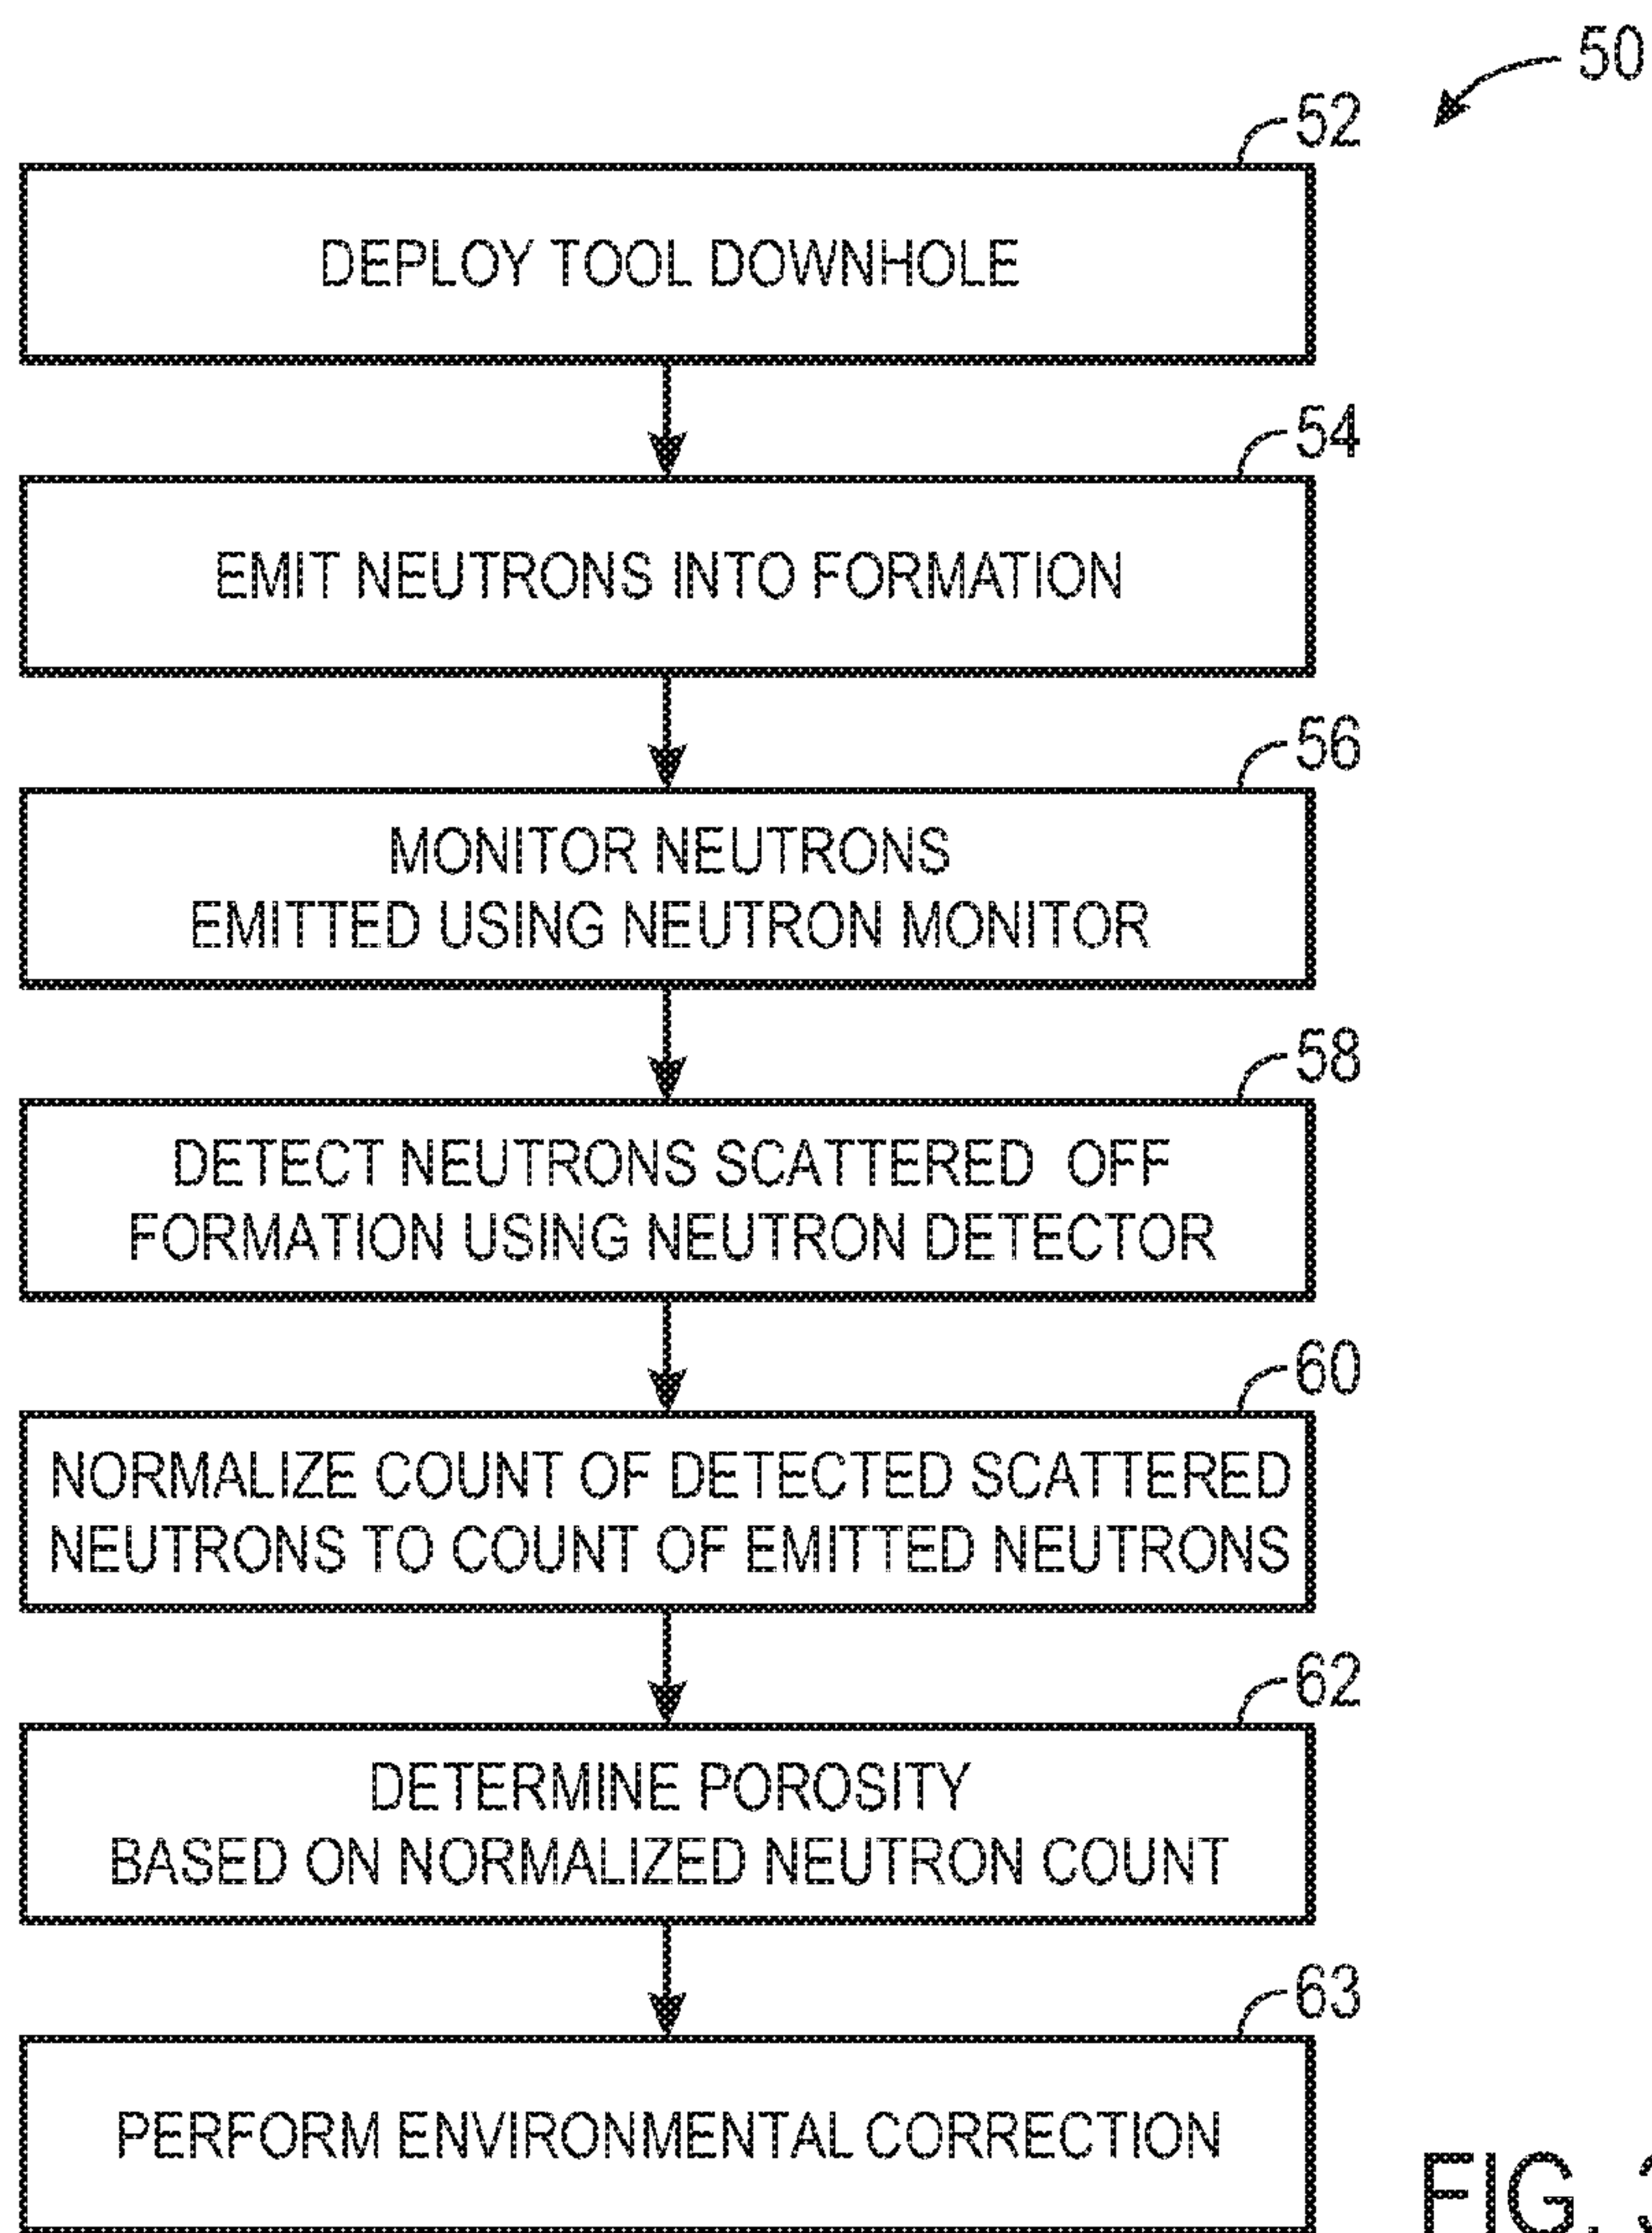 50
52
DEPLOY TOOL DOWNHOLE
54
EMIT NEUTRONS INTO FORMATION
56
MONITOR NEUTRONS
EMITTED USING NEUTRON MONITOR
58
DETECT NEUTRONS SCATTERED OFF
FORMATION USING NEUTRON DETECTOR
60
NORMALIZE COUNT OF DETECTED SCATTERED
NEUTRONS TO COUNT OF EMITTED NEUTRONS
62
DETERMINE POROSITY
BASED ON NORMALIZED NEUTRON COUNT
63
PERFORM ENVIRONMENTAL CORRECTION
FIG.